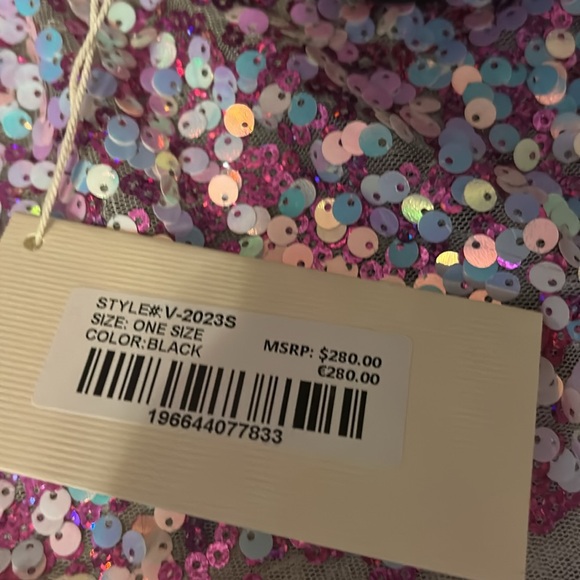 STYLE#: V-2023S
SIZE: ONE SIZE
COLOR:BLACK
MSRP: $280.00
€280.00
196644077833